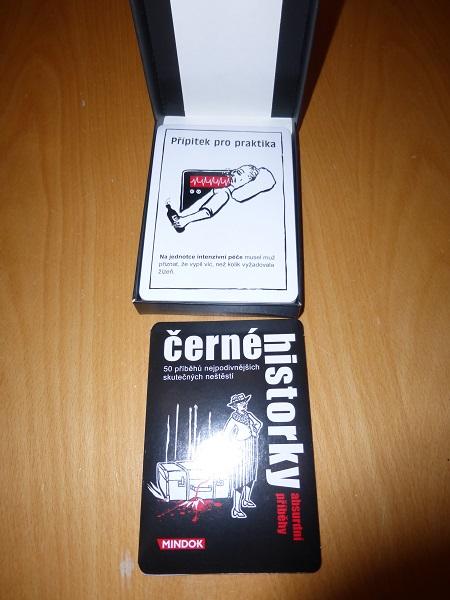 Přípitek pro praktika
Na jednotce intenzivní péče musel muž
přiznat, že vypil víc, než kolik vyžadovala
žízeň.
černé
historky
50 příběhů nejpodivnějších
skutečných neštěstí
absurdní
příběhy
MINDOK